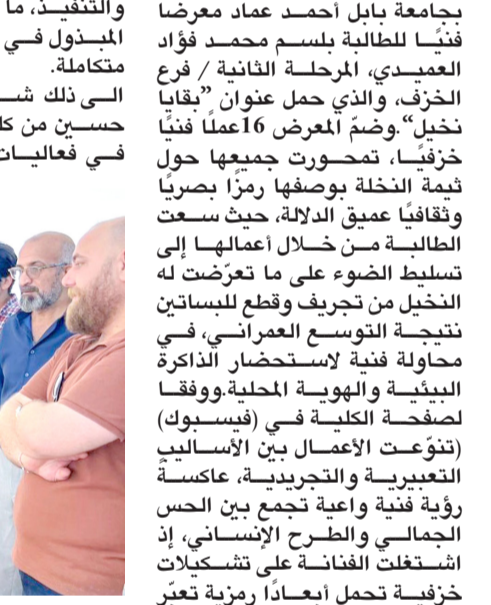 بجامعة بابل أحمد عماد معرضا
فنيًا للطالبة بلسم محمد فؤاد
العميدي، المرحلة الثانية / فرع
الخزف، والذي حمل عنوان ”بقايا
نخيل“.وضمّ المعرض 16عملًا فنيًا
خزفيًا، تمحورت جميعها حول
ثيمة النخلة بوصفها رمزًا بصريًا
وثقافيًا عميق الدلالة، حيث سعت
الطالبة من خلال أعمالها إلى
تسليط الضوء على ما تعرّضت له
النخيل من تجريف وقطع للبساتين
نتيجة التوسع العمراني، في
محاولة فنية لاستحضار الذاكرة
البيئية والهوية المحلية.ووفقا
لصفحة الكلية في (فيسبوك)
(تنوّعت الأعمال بين الأساليب
التعبيرية والتجريدية، عاكسةً
رؤية فنية واعية تجمع بين الحس
الجمالي والطرح الإنساني، إذ
اشتغلت الفنانة على تشكيلات
خزفية تحمل أبعادًا رمزية تعبّر
والتنفيذ، ما
المبذول في
متكاملة.
الى ذلك
حسين من
في فعاليات